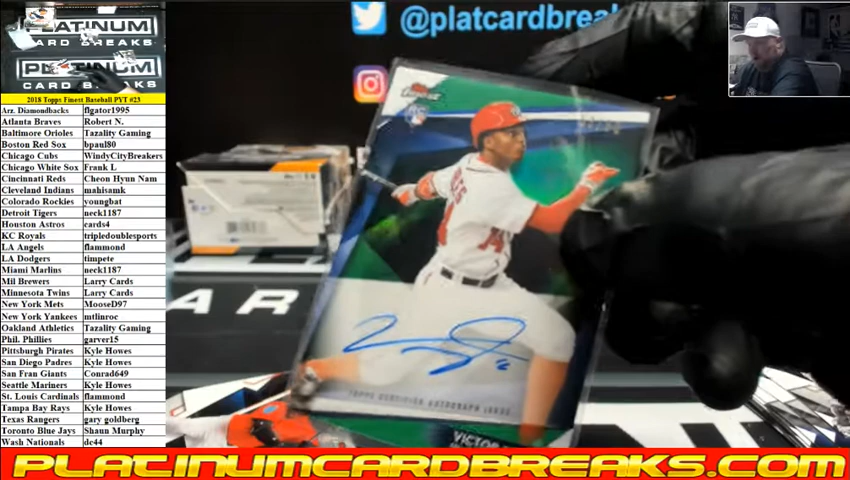 PLATINUM
CARD BREAKS
PLATINUM
CARD BREAKS
@platcardbreaks
2018 Topps Finest Baseball PYT #23
Arz. Diamondbacks flgator1995
Atlanta Braves Robert N.
Baltimore Orioles Tazality Gaming
Boston Red Sox bpaul80
Chicago Cubs WindyCityBreakers
Chicago White Sox Frank L
Cincinnati Reds Cheon Hyun Nam
Cleveland Indians mahisamk
Colorado Rockies youngbat
Detroit Tigers neck1187
Houston Astros cards4
KC Royals tripledoublesports
LA Angels flammond
LA Dodgers timpete
Miami Marlins neck1187
Mil Brewers Larry Cards
Minnesota Twins Larry Cards
New York Mets MooseD97
New York Yankees mtlinroc
Oakland Athletics Tazality Gaming
Phil. Phillies garver15
Pittsburgh Pirates Kyle Howes
San Diego Padres Kyle Howes
San Fran Giants Conrad649
Seattle Mariners Kyle Howes
St. Louis Cardinals flammond
Tampa Bay Rays Kyle Howes
Texas Rangers gary goldberg
Toronto Blue Jays Shaun Murphy
Wash Nationals dc44
A R
TOPPS CERTIFIED AUTOGRAPH ISSUE
VICTOR
PLATINUMCARDBREAKS.COM